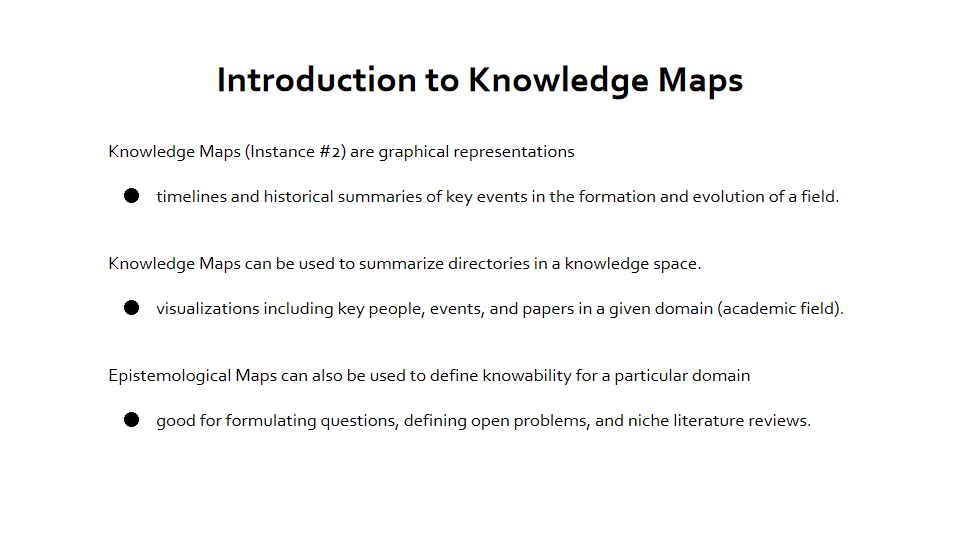 Introduction to Knowledge Maps
Knowledge Maps (Instance #2) are graphical representations
● timelines and historical summaries of key events in the formation and evolution of a field.
Knowledge Maps can be used to summarize directories in a knowledge space.
● visualizations including key people, events, and papers in a given domain (academic field).
Epistemological Maps can also be used to define knowability for a particular domain
● good for formulating questions, defining open problems, and niche literature reviews.